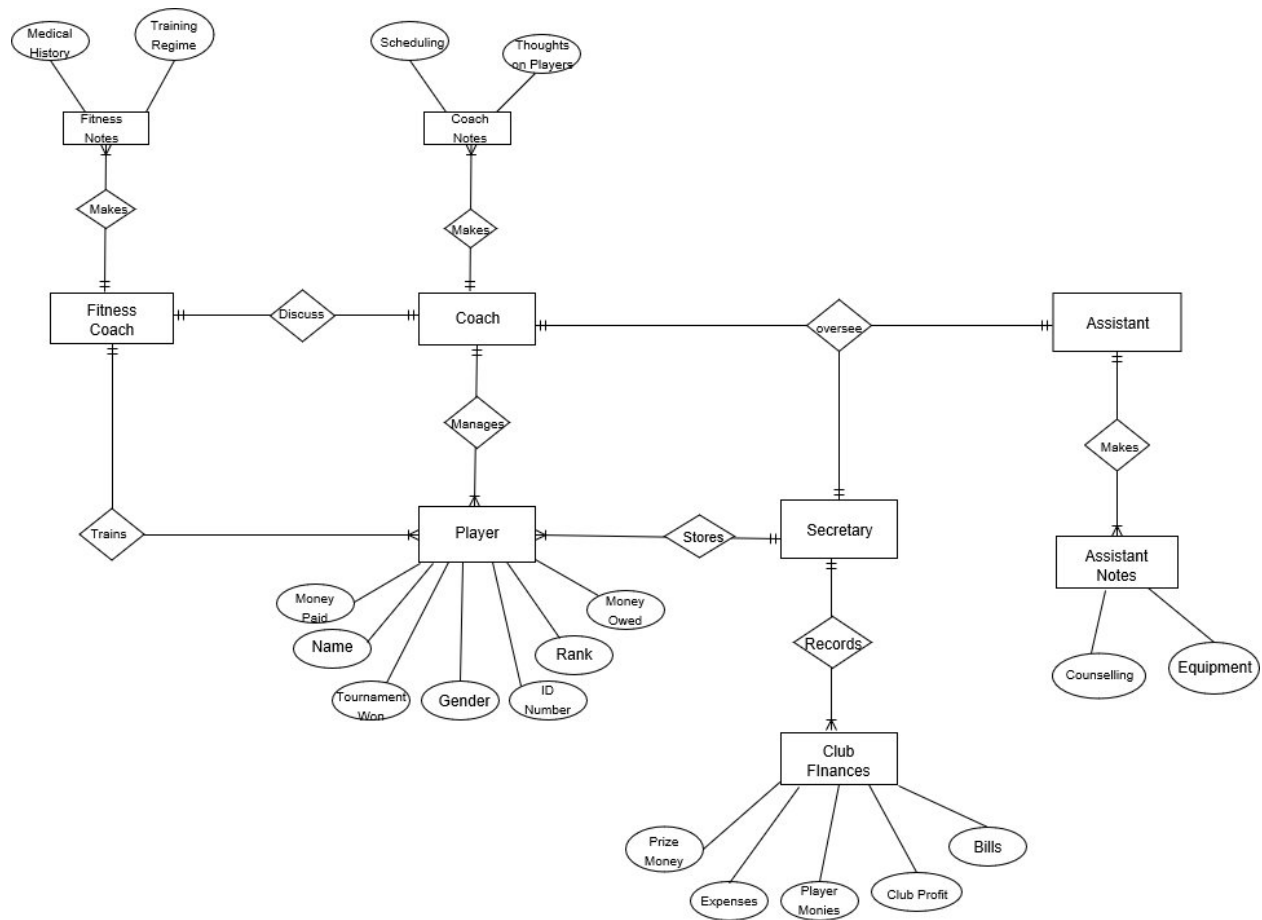 Medical
History
Training
Regime
Scheduling
Thoughts
on Players
Fitness
Notes
Coach
Notes
Makes
Makes
Fitness
Coach
Discuss
Coach
oversee
Assistant
Manages
Makes
Trains
Player
Stores
Secretary
Assistant
Notes
Money
Paid
Name
Tournament
Won
Gender
ID
Number
Rank
Money
Owed
Records
Counselling
Equipment
Club
FInances
Prize
Money
Expenses
Player
Monies
Club Profit
Bills